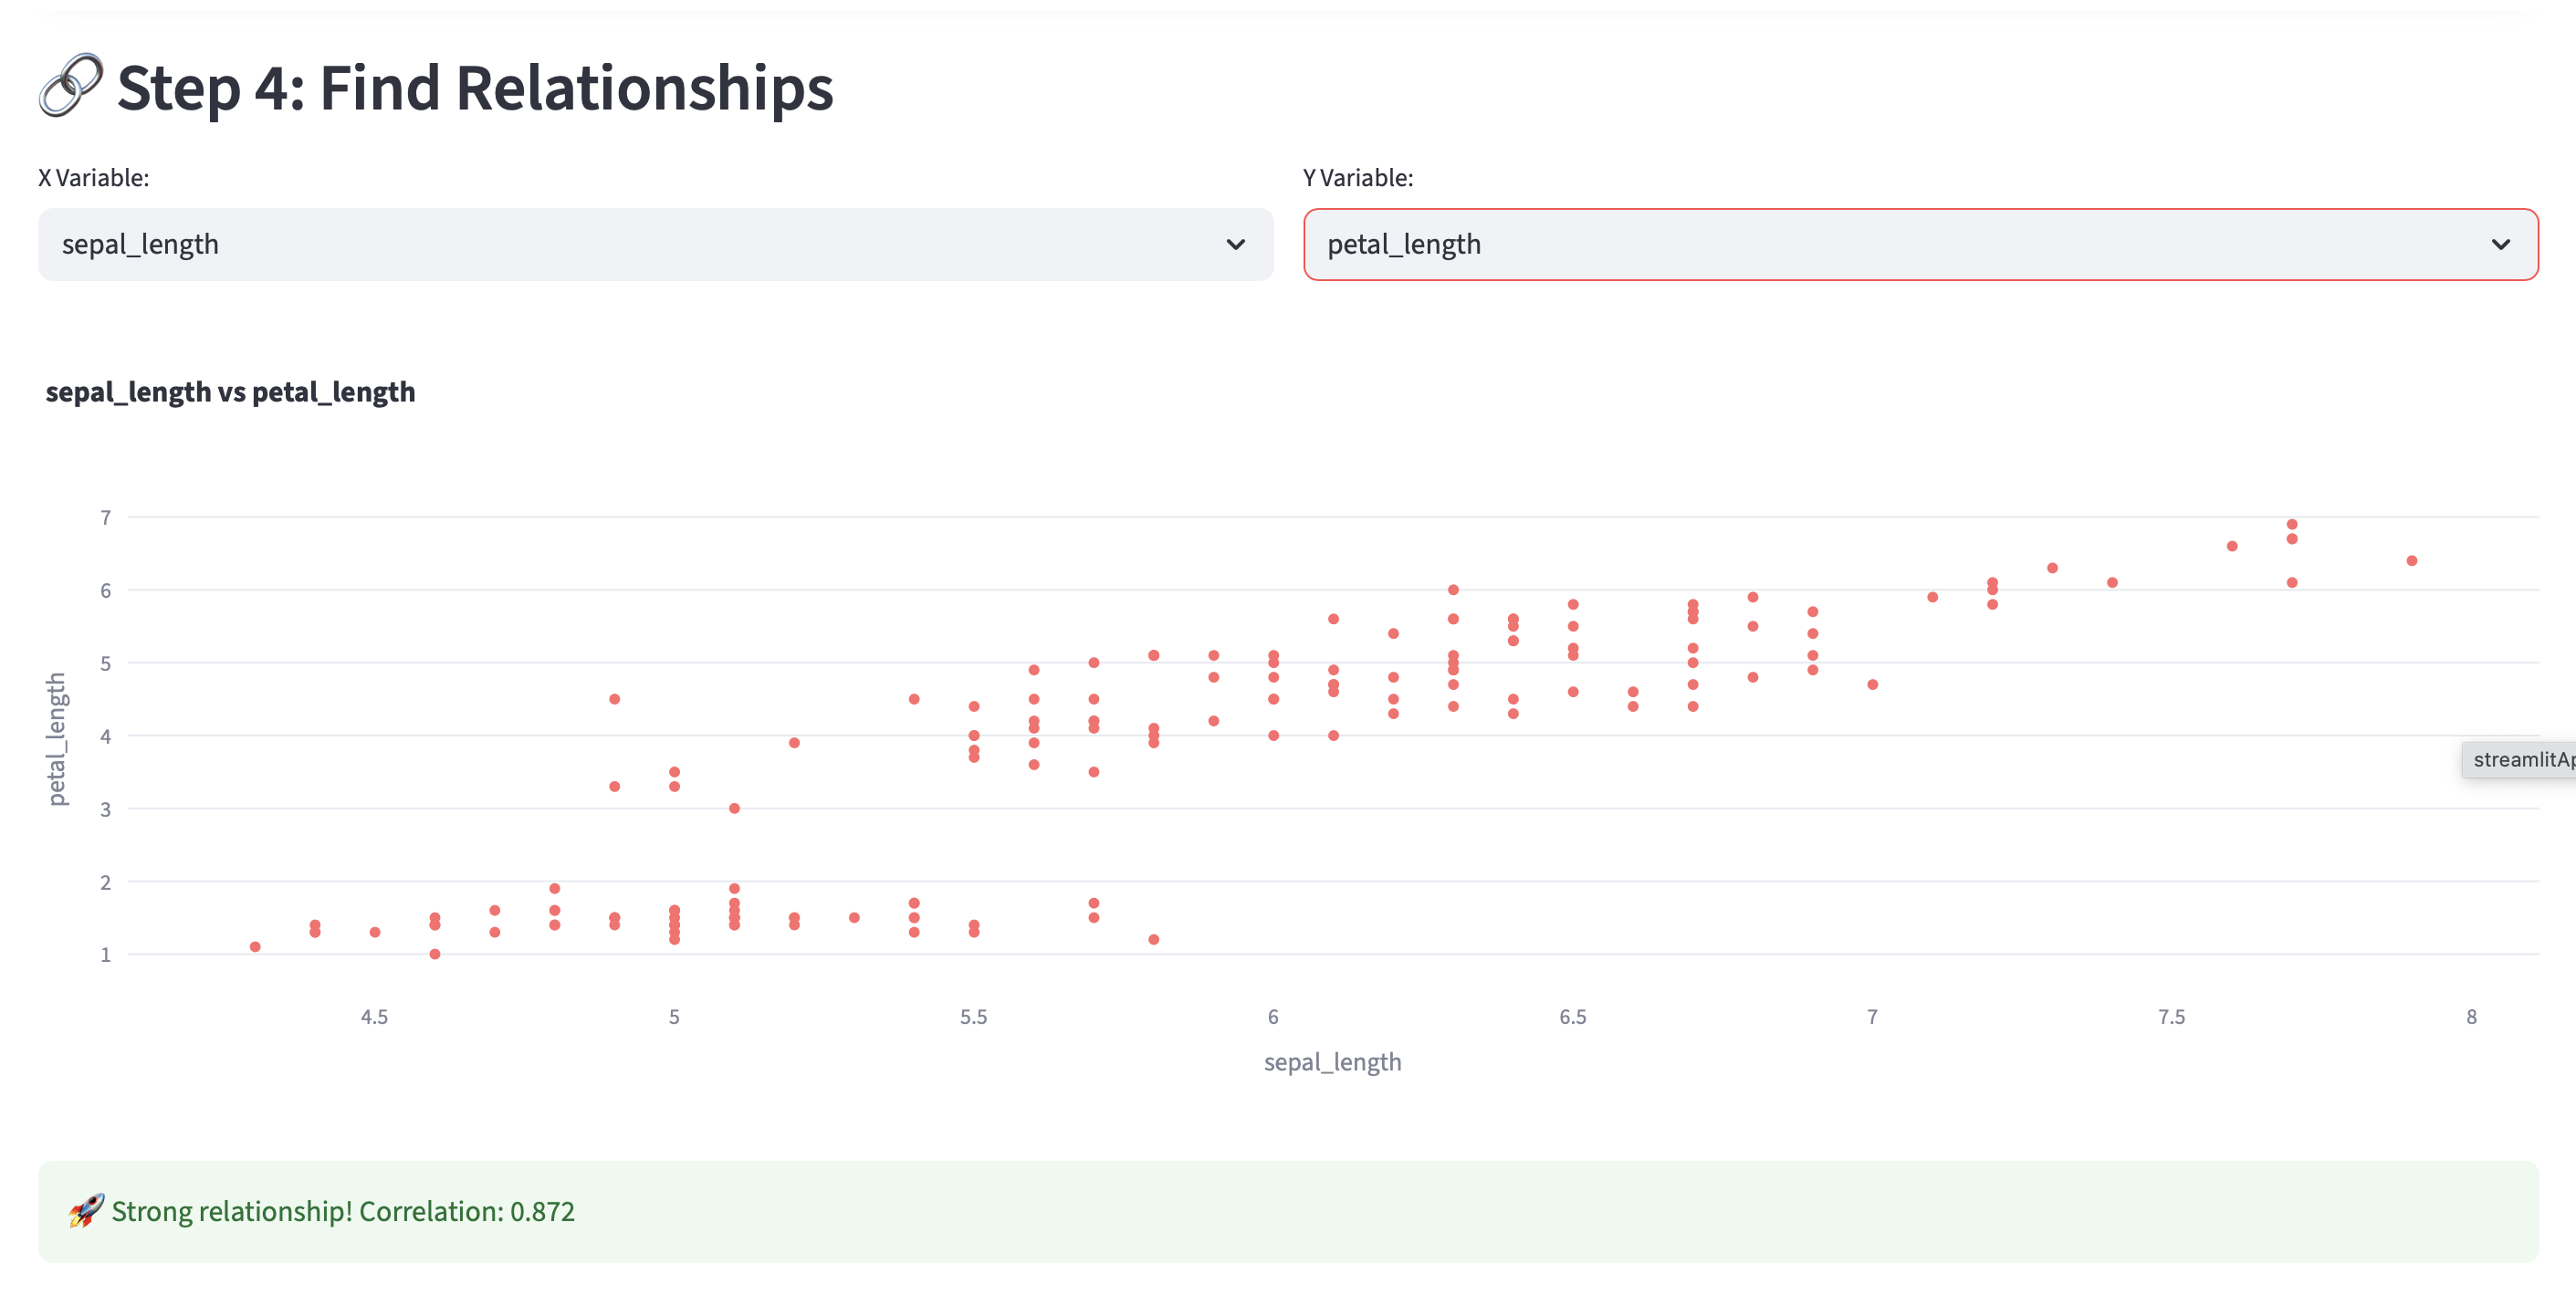 Step 4: Find Relationships
X Variable:
Y Variable:
sepal_length
petal_length
sepal_length vs petal_length
7
6
5
4
3
2
1
petal_length
4.5
5
5.5
6
6.5
7
7.5
8
sepal_length
streamlitAp
Strong relationship! Correlation: 0.872